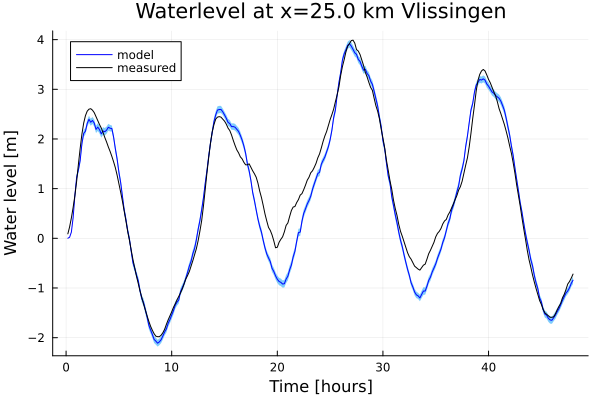 Waterlevel at x=25.0 km Vlissingen
model
measured
Water level [m]
4
3
2
1
0
−1
−2
0 10 20 30 40
Time [hours]